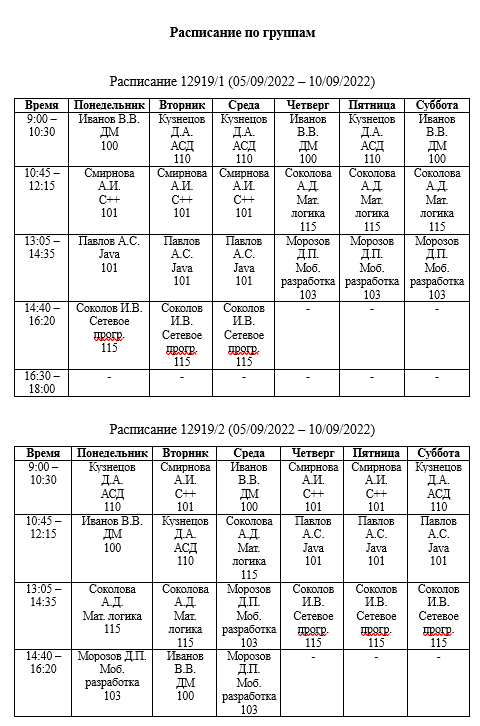 Расписание по группам
Расписание 12919/1 (05/09/2022 – 10/09/2022)
Время Понедельник Вторник Среда Четверг Пятница Суббота
9:00 – Иванов В.В. Кузнецов Кузнецов Иванов Кузнецов Иванов
10:30 ДМ Д.А. Д.А. В.В. Д.А. В.В.
100 АСД АСД ДМ АСД ДМ
110 110 100 110 100
10:45 – Смирнова Смирнова Смирнова Соколова Соколова Соколова
12:15 А.И. А.И. А.И. А.Д. А.Д. А.Д.
С++ С++ С++ Мат. Мат. Мат.
101 101 101 логика логика логика
115 115 115
13:05 – Павлов А.С. Павлов Павлов Морозов Морозов Морозов
14:35 Java А.С. А.С. Д.П. Д.П. Д.П.
101 Java Java Моб. Моб. Моб.
101 101 разработка разработка разработка
103 103 103
14:40 – Соколов И.В. Соколов Соколов - - -
16:20 Сетевое И.В. И.В.
прогр. Сетевое Сетевое
115 прогр. прогр.
115 115
16:30 – - - - - - -
18:00
Расписание 12919/2 (05/09/2022 – 10/09/2022)
Время Понедельник Вторник Среда Четверг Пятница Суббота
9:00 – Кузнецов Смирнова Иванов Смирнова Смирнова Кузнецов
10:30 Д.А. А.И. В.В. А.И. А.И. Д.А.
АСД С++ ДМ С++ С++ АСД
110 101 100 101 101 110
10:45 – Иванов В.В. Кузнецов Соколова Павлов Павлов Павлов
12:15 ДМ Д.А. А.Д. А.С. А.С. А.С.
100 АСД Мат. Java Java Java
110 логика 101 101 101
115
13:05 – Соколова Соколова Морозов Соколов Соколов Соколов
14:35 А.Д. А.Д. Д.П. И.В. И.В. И.В.
Мат. логика Мат. Моб. Сетевое Сетевое Сетевое
115 логика разработка прогр. прогр. прогр.
115 103 115 115 115
14:40 – Морозов Д.П. Иванов Морозов - - -
16:20 Моб. В.В. Д.П.
разработка ДМ Моб.
103 100 разработка
103